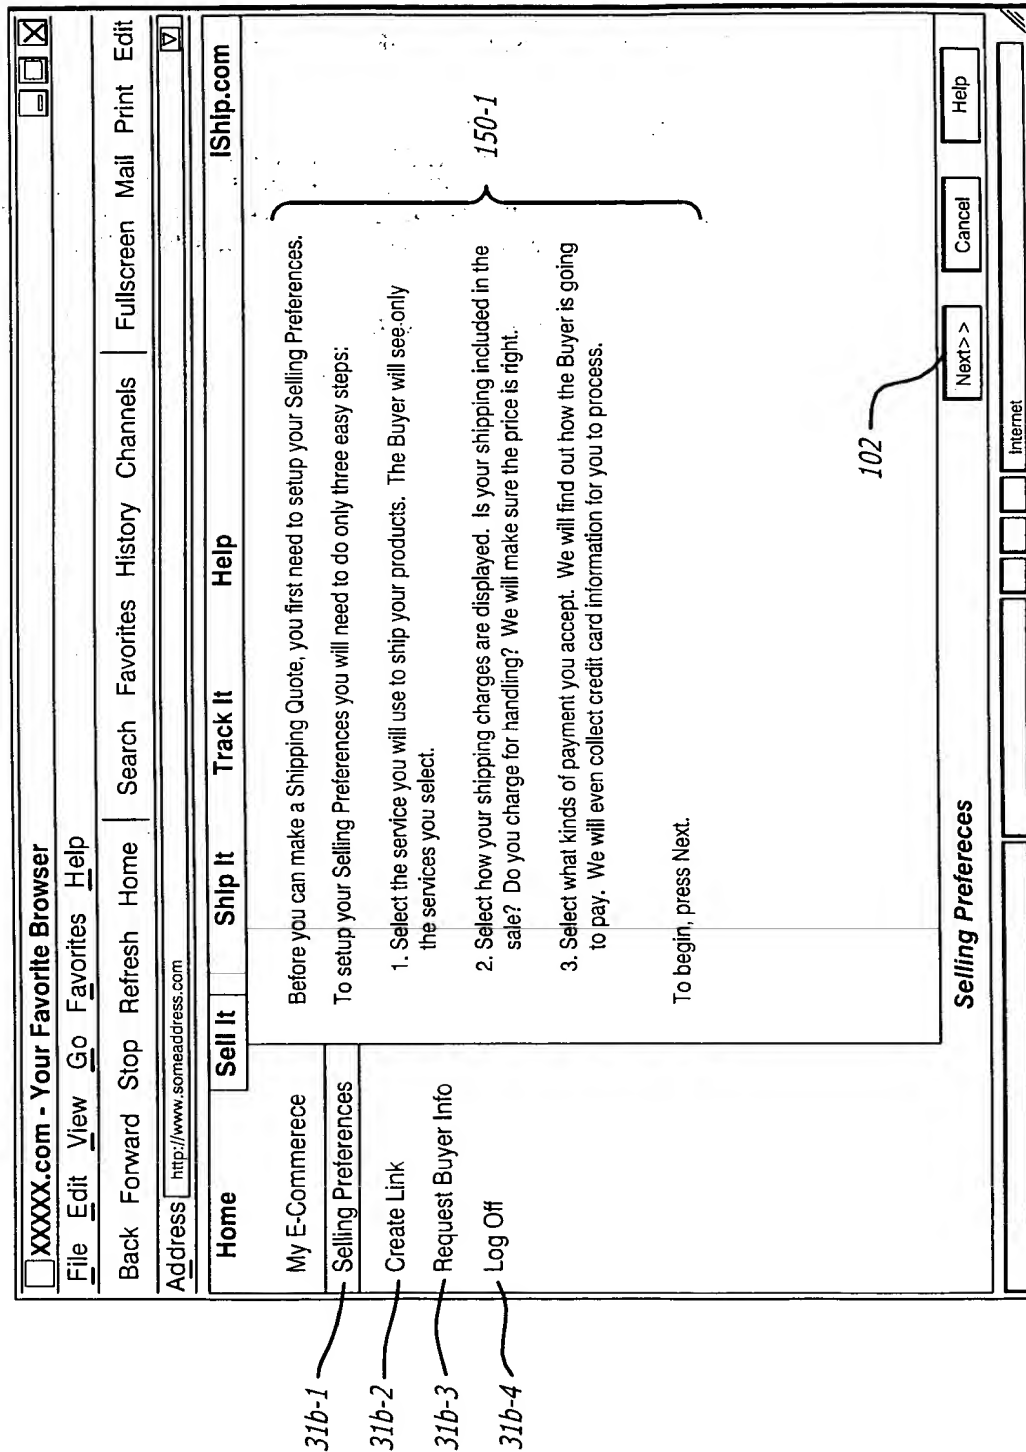 XXXXX.com - Your Favorite Browser
File Edit View Go Favorites Help
Back Forward Stop Refresh Home Search Favorites History Channels Fullscreen Mail Print Edit
Address http://www.someaddress.com
Home Sell It Ship It Track It Help IShip.com
My E-Commerece
Selling Preferences
Create Link
Request Buyer Info
Log Off
31b-1
31b-2
31b-3
31b-4
Before you can make a Shipping Quote, you first need to setup your Selling Preferences.
To setup your Selling Preferences you will need to do only three easy steps:
1. Select the service you will use to ship your products. The Buyer will see only
the services you select.
2. Select how your shipping charges are displayed. Is your shipping included in the
sale? Do you charge for handling? We will make sure the price is right.
3. Select what kinds of payment you accept. We will find out how the Buyer is going
to pay. We will even collect credit card information for you to process.
To begin, press Next.
150-1
102
Selling Prefereces
Next>> Cancel Help
Internet